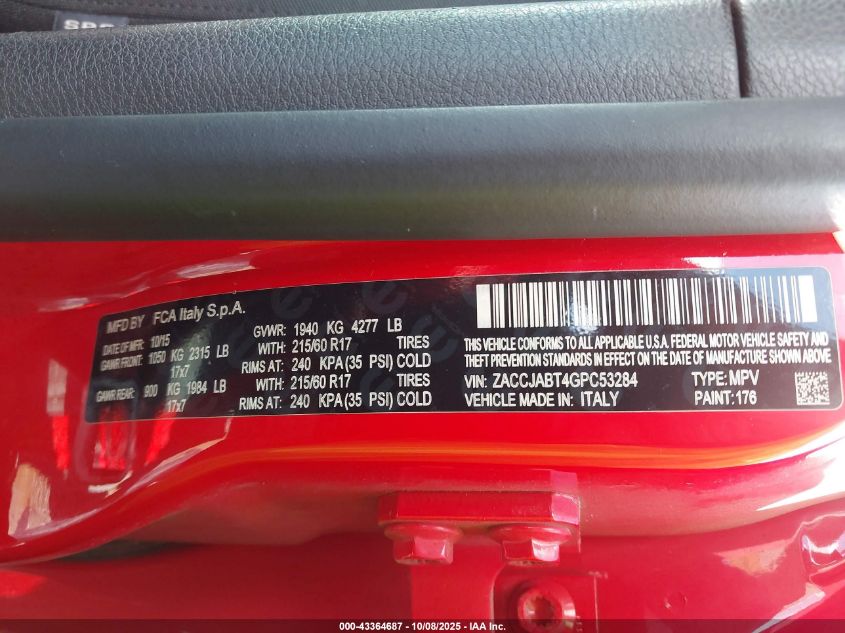 MFD BY FCA Italy S.p.A.
DATE OF MFR: 10/15 GVWR: 1940 KG 4277 LB
GAWR FRONT: 1050 KG 2315 LB WITH: 215/60 R17 TIRES
17x7 RIMS AT: 240 KPA(35 PSI) COLD
GAWR REAR: 900 KG 1984 LB WITH: 215/60 R17 TIRES
17x7 RIMS AT: 240 KPA(35 PSI) COLD
THIS VEHICLE CONFORMS TO ALL APPLICABLE U.S.A. FEDERAL MOTOR VEHICLE SAFETY
AND THEFT PREVENTION STANDARDS IN EFFECT ON THE DATE OF MANUFACTURE SHOWN ABOVE
VIN: ZACCJABT4GPC53284 TYPE: MPV
VEHICLE MADE IN: ITALY PAINT: 176
000-43364687 - 10/08/2025 - IAA Inc.